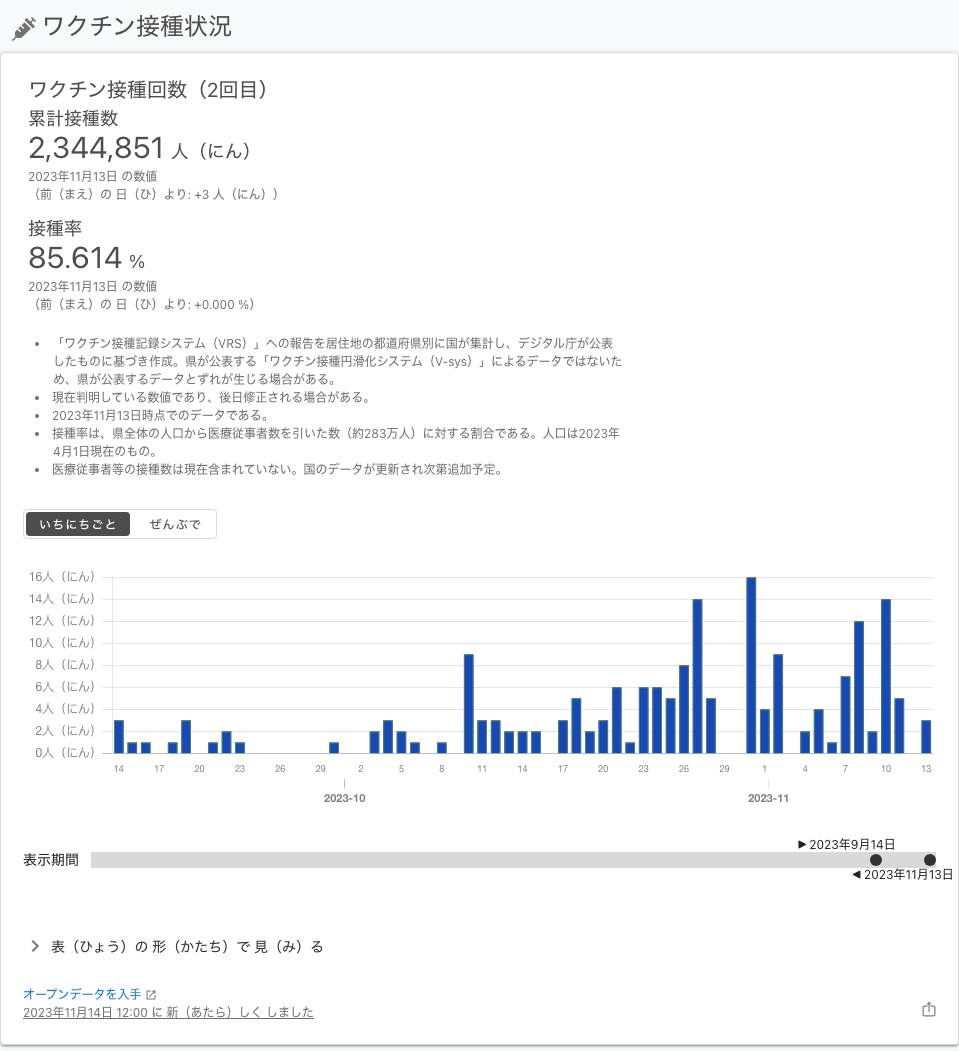 ワクチン接種状況
ワクチン接種回数（2回目）
累計接種数
2,344,851 人（にん）
2023年11月13日 の数値
（前（まえ）の 日（ひ）より: +3 人（にん））
接種率
85.614 %
2023年11月13日 の数値
（前（まえ）の 日（ひ）より: +0.000 %）
• 「ワクチン接種記録システム（VRS）」への報告を居住地の都道府県別に国が集計し、デジタル庁が公表
したものに基づき作成。県が公表する「ワクチン接種円滑化システム（V-sys）」によるデータではないた
め、県が公表するデータとずれが生じる場合がある。
• 現在判明している数値であり、後日修正される場合がある。
• 2023年11月13日時点でのデータである。
• 接種率は、県全体の人口から医療従事者数を引いた数（約283万人）に対する割合である。人口は2023年
4月1日現在のもの。
• 医療従事者等の接種数は現在含まれていない。国のデータが更新され次第追加予定。
いちにちごと ぜんぶで
16人（にん）
14人（にん）
12人（にん）
10人（にん）
8人（にん）
6人（にん）
4人（にん）
2人（にん）
0人（にん）
14 17 20 23 26 29 2 5 8 11 14 17 20 23 26 29 1 4 7 10 13
2023-10 2023-11
▶ 2023年9月14日
表示期間
◀ 2023年11月13日
表（ひょう）の 形（かたち）で 見（み）る
オープンデータを入手
2023年11月14日 12:00 に 新（あたら）しく しました